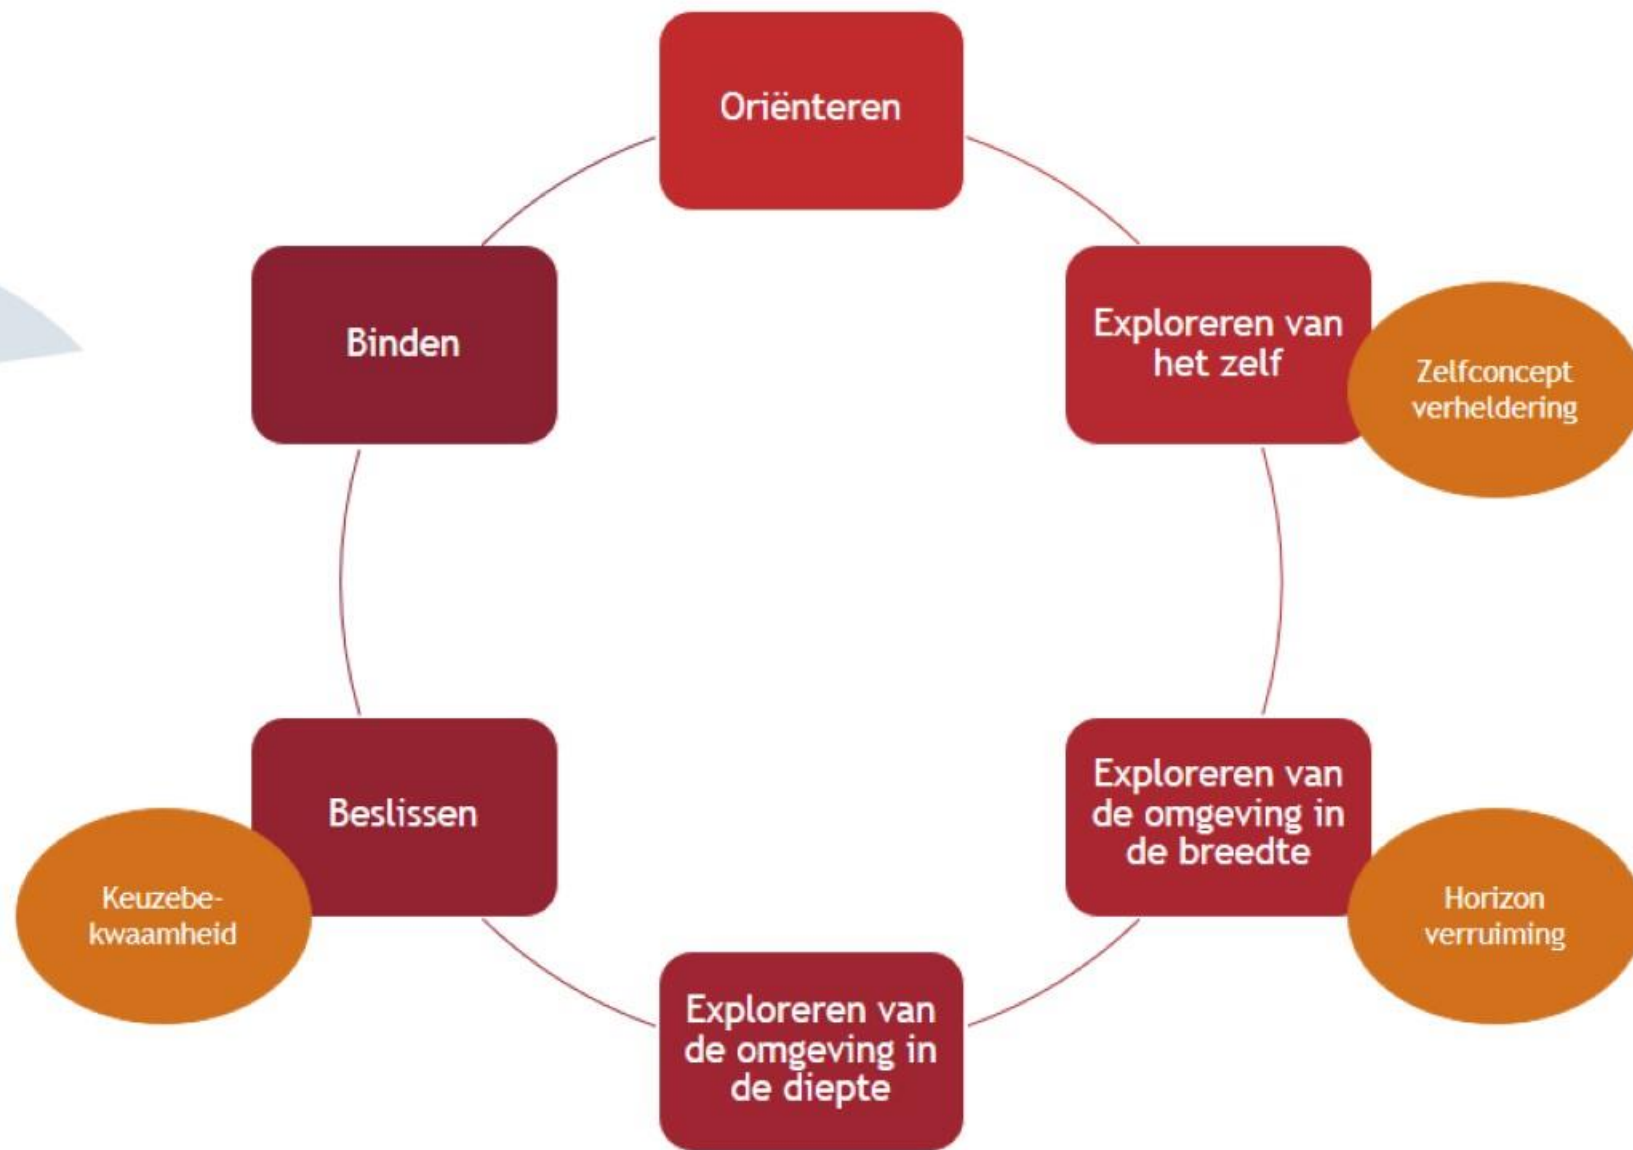 Oriënteren
Exploreren van
het zelf
Zelfconcept
verheldering
Exploreren van
de omgeving in
de breedte
Horizon
verruiming
Exploreren van
de omgeving in
de diepte
Beslissen
Keuzebe-
kwaamheid
Binden